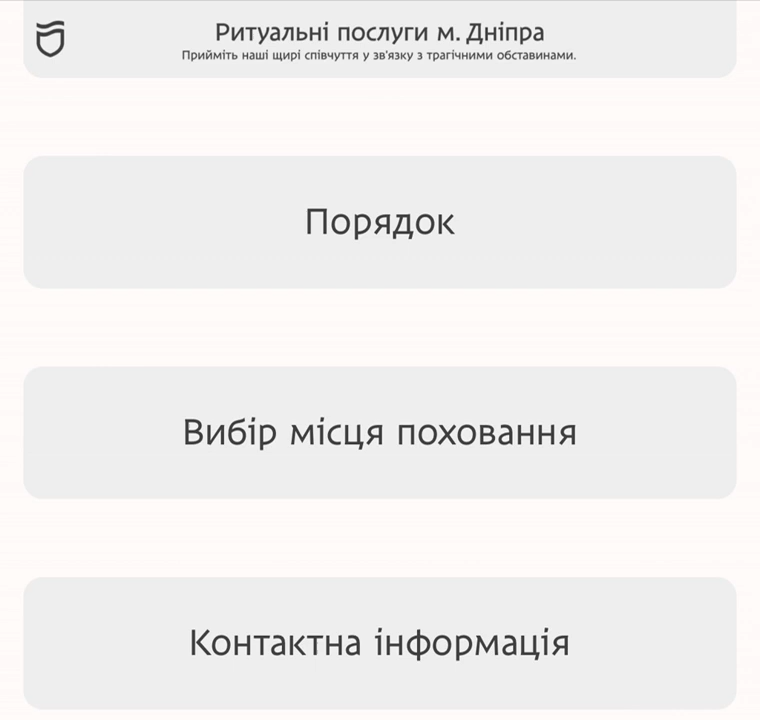 Ритуальні послуги м. Дніпра
Прийміть наші щирі співчуття у зв'язку з трагічними обставинами.
Порядок
Вибір місця поховання
Контактна інформація